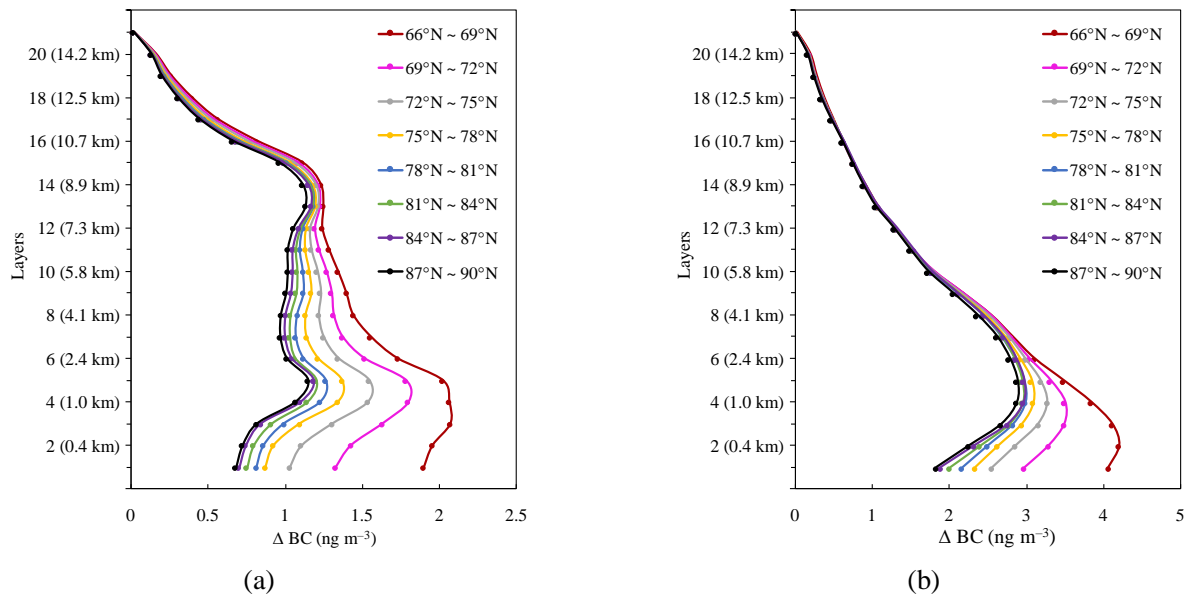 20 (14.2 km)
18 (12.5 km)
16 (10.7 km)
14 (8.9 km)
12 (7.3 km)
10 (5.8 km)
8 (4.1 km)
6 (2.4 km)
4 (1.0 km)
2 (0.4 km)
Layers
66°N ~ 69°N
69°N ~ 72°N
72°N ~ 75°N
75°N ~ 78°N
78°N ~ 81°N
81°N ~ 84°N
84°N ~ 87°N
87°N ~ 90°N
0 0.5 1 1.5 2 2.5
Δ BC (ng m⁻³)
(a)
20 (14.2 km)
18 (12.5 km)
16 (10.7 km)
14 (8.9 km)
12 (7.3 km)
10 (5.8 km)
8 (4.1 km)
6 (2.4 km)
4 (1.0 km)
2 (0.4 km)
Layers
66°N ~ 69°N
69°N ~ 72°N
72°N ~ 75°N
75°N ~ 78°N
78°N ~ 81°N
81°N ~ 84°N
84°N ~ 87°N
87°N ~ 90°N
0 1 2 3 4 5
Δ BC (ng m⁻³)
(b)